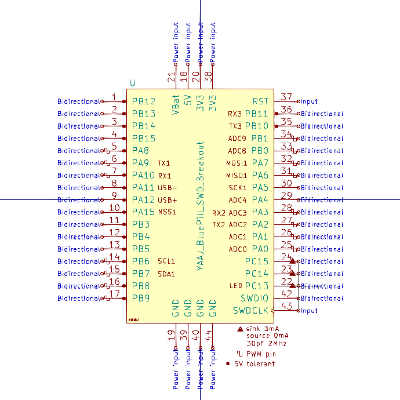 Power input
Power input
Power input
Power input
21
18
20
38
U
VBat
5V
3V3
3V3
Bidirectional 1 PB12
Bidirectional 2 PB13
Bidirectional 3 PB14
Bidirectional 4 PB15
Bidirectional 5 PA8
Bidirectional 6 PA9 TX1
Bidirectional 7 PA10 RX1
Bidirectional 8 PA11 USB-
Bidirectional 9 PA12 USB+
Bidirectional 10 PA15 NSS1
Bidirectional 11 PB3
Bidirectional 12 PB4
Bidirectional 13 PB5
Bidirectional 14 PB6 SCL1
Bidirectional 15 PB7 SDA1
Bidirectional 16 PB8
Bidirectional 17 PB9
YAAJ_BluePill_SWD_Breakout
RST 37 Input
RX3 PB11 36 Bidirectional
TX3 PB10 35 Bidirectional
ADC9 PB1 34 Bidirectional
ADC8 PB0 33 Bidirectional
MOSI1 PA7 32 Bidirectional
MISO1 PA6 31 Bidirectional
SCK1 PA5 30 Bidirectional
ADC4 PA4 29 Bidirectional
RX2 ADC3 PA3 28 Bidirectional
TX2 ADC2 PA2 27 Bidirectional
ADC1 PA1 26 Bidirectional
ADC0 PA0 25 Bidirectional
PC15 24 Bidirectional
PC14 23 Bidirectional
LED PC13 22 Bidirectional
SWDIO 42 Bidirectional
SWDCLK 43 Input
GND
GND
GND
GND
19
39
40
44
Power input
Power input
Power input
Power input
sink 3mA
source 0mA
30pf 2MHz
PWM pin
5V tolerant